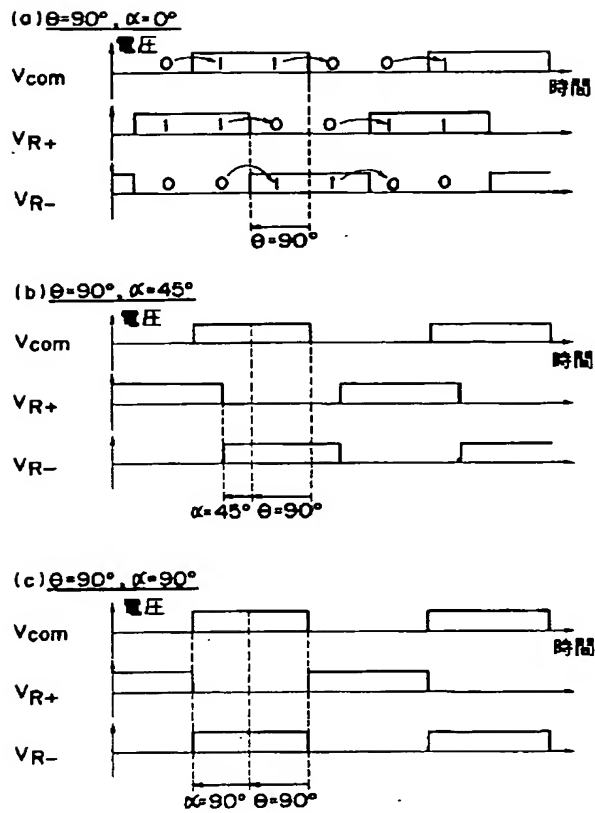 (a) θ=90°, α=0°
電圧
Vcom 0 1 1 0 0 1
時間
VR+ 1 1 0 0 1 1
VR- 0 0 1 1 0 0
θ=90°
(b) θ=90°, α=45°
電圧
Vcom
時間
VR+
VR-
α=45° θ=90°
(c) θ=90°, α=90°
電圧
Vcom
時間
VR+
VR-
α=90° θ=90°